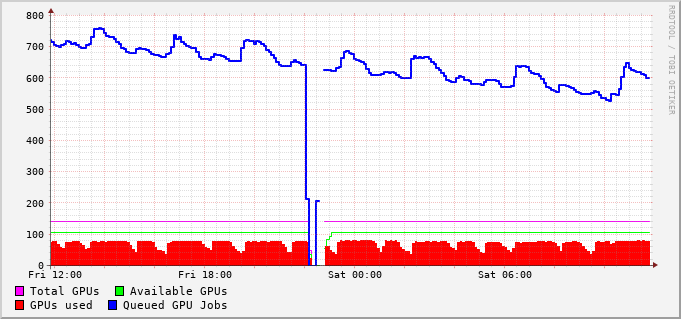 800
700
600
500
400
300
200
100
0
Fri 12:00 Fri 18:00 Sat 00:00 Sat 06:00
Total GPUs Available GPUs
GPUs used Queued GPU Jobs
RRDTOOL / TOBI OETIKER